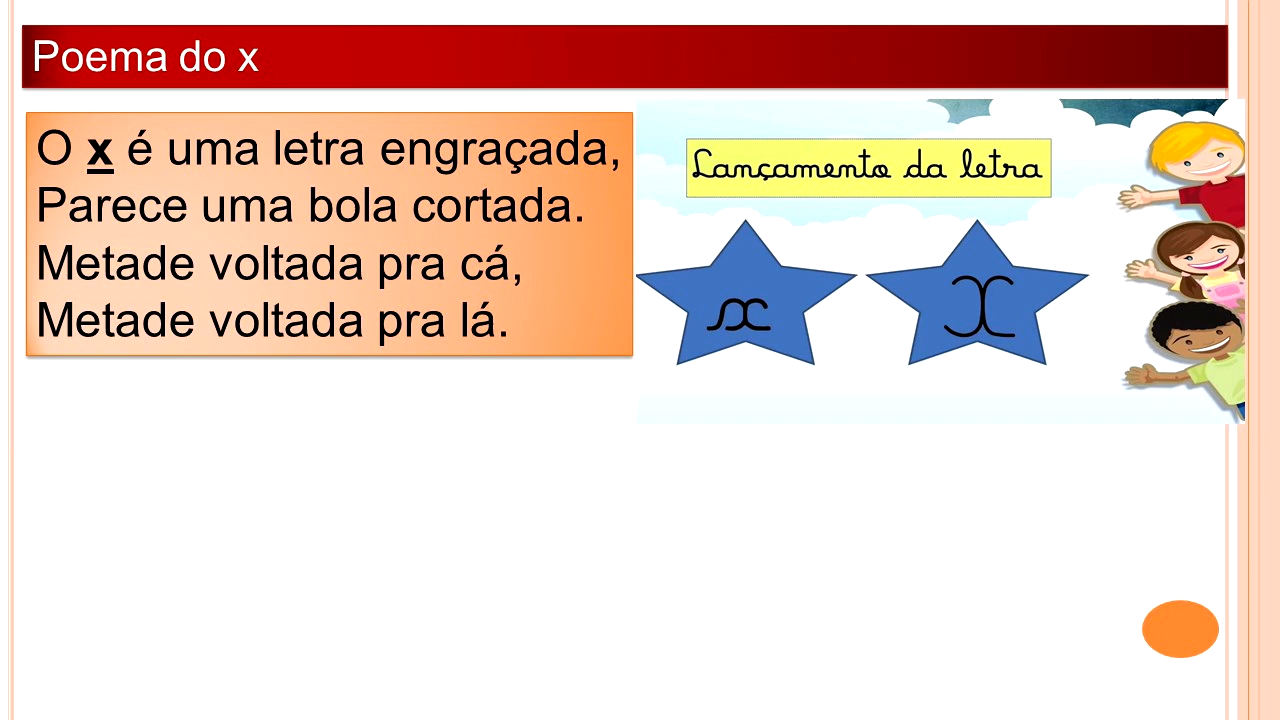 Poema do x
O x é uma letra engraçada,
Parece uma bola cortada.
Metade voltada pra cá,
Metade voltada pra lá.
Lançamento da letra
x X